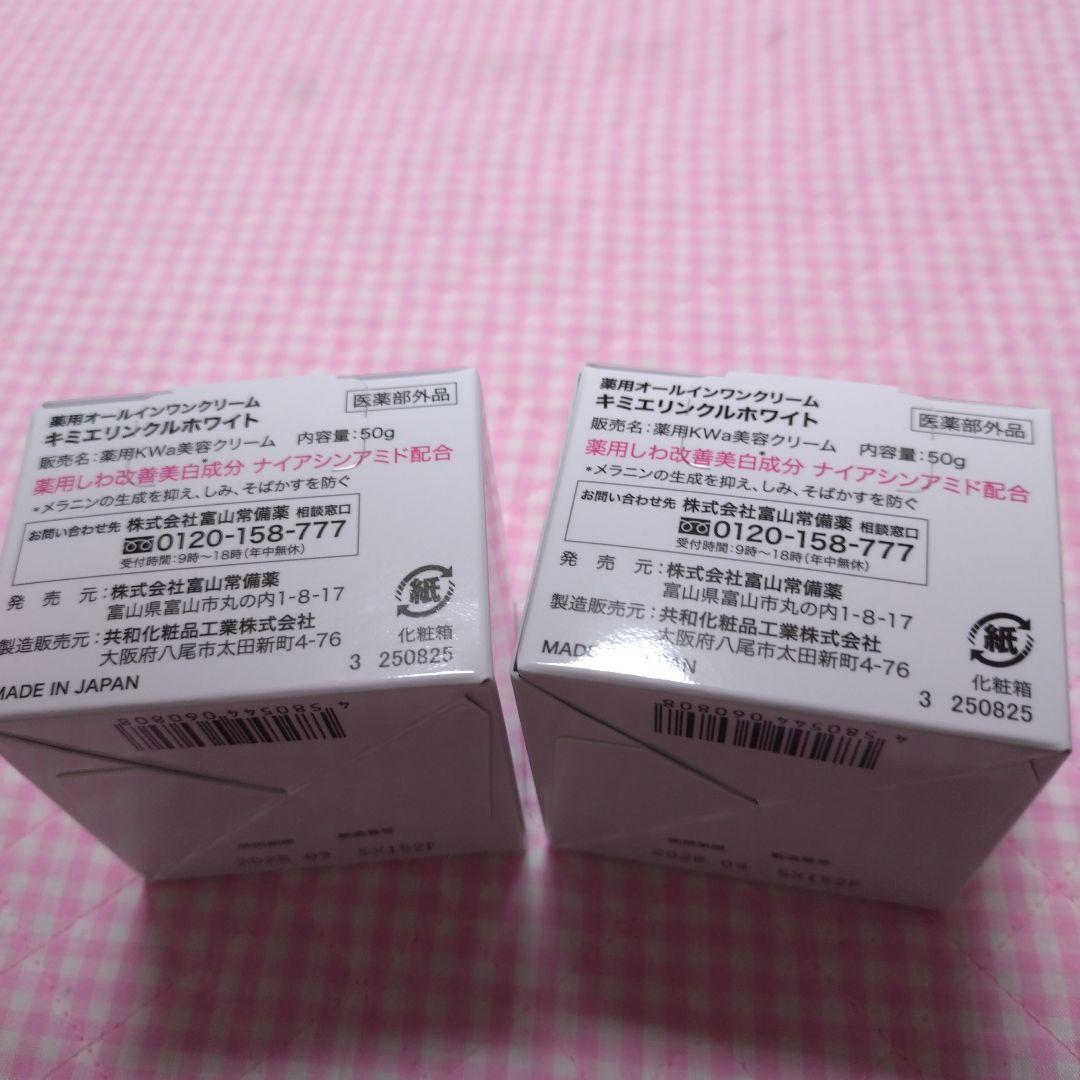 薬用オールインワンクリーム
キミエリンクルホワイト
医薬部外品
販売名:薬用KWa美容クリーム 内容量:50g
薬用しわ改善美白成分* ナイアシンアミド配合
*メラニンの生成を抑え、しみ、そばかすを防ぐ
お問い合わせ先 株式会社富山常備薬 相談窓口
0120-158-777
受付時間:9時~18時(年中無休)
発売元:株式会社富山常備薬
富山県富山市丸の内1-8-17
製造販売元:共和化粧品工業株式会社
大阪府八尾市太田新町4-76
紙
化粧箱
MADE IN JAPAN
3 250825
4 580544 060808
薬用オールインワンクリーム
キミエリンクルホワイト
医薬部外品
販売名:薬用KWa美容クリーム 内容量:50g
薬用しわ改善美白成分* ナイアシンアミド配合
*メラニンの生成を抑え、しみ、そばかすを防ぐ
お問い合わせ先 株式会社富山常備薬 相談窓口
0120-158-777
受付時間:9時~18時(年中無休)
発売元:株式会社富山常備薬
富山県富山市丸の内1-8-17
製造販売元:共和化粧品工業株式会社
大阪府八尾市太田新町4-76
紙
化粧箱
3 250825
4 580544 060808